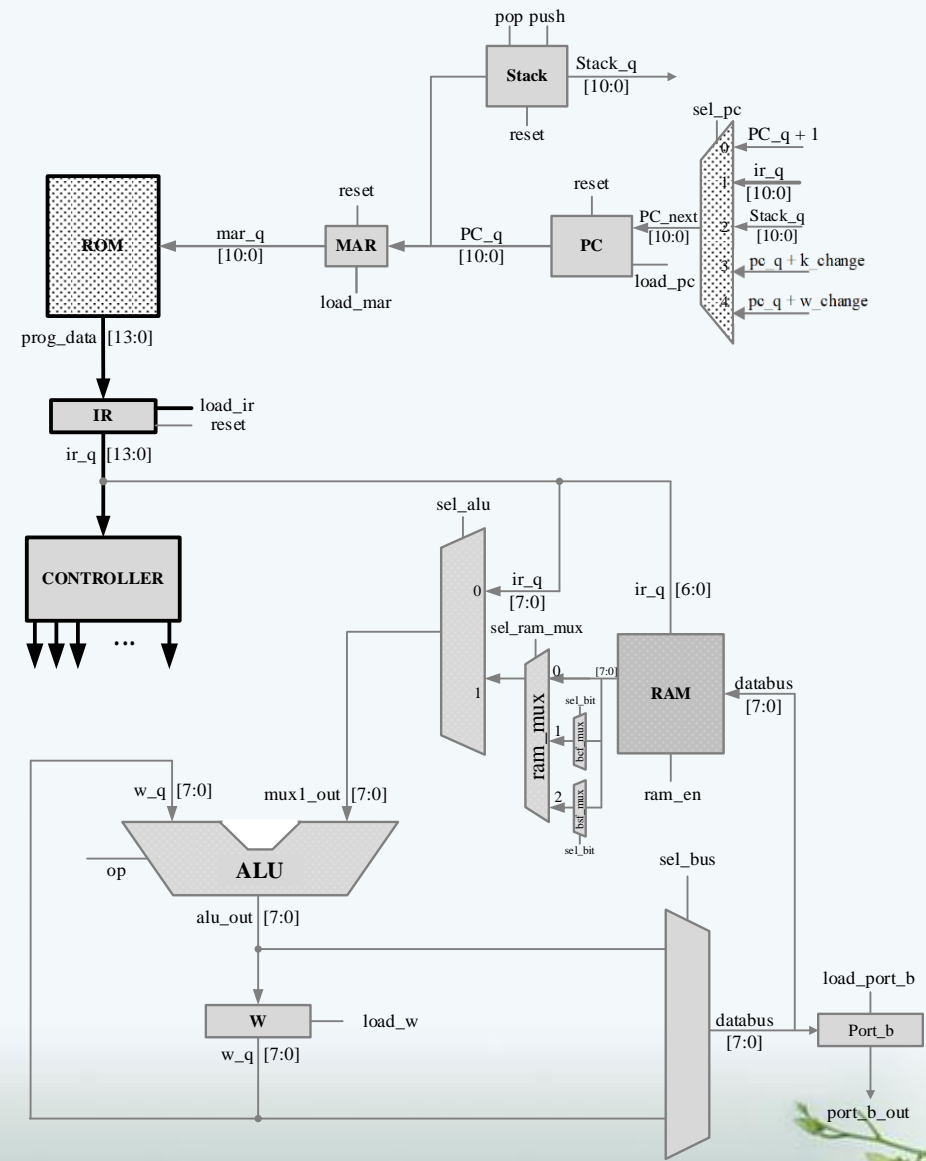 pop push
Stack
Stack_q
[10:0]
reset
sel_pc
0
PC_q + 1
1
ir_q
[10:0]
2
Stack_q
[10:0]
3
pc_q + k_change
4
pc_q + w_change
reset
PC_next
[10:0]
PC
load_pc
PC_q
[10:0]
reset
MAR
load_mar
mar_q
[10:0]
ROM
prog_data [13:0]
IR
load_ir
reset
ir_q [13:0]
CONTROLLER
...
sel_alu
0
ir_q
[7:0]
1
sel_ram_mux
ram_mux
0
[7:0]
sel_bit
1
bcf_mux
2
bsf_mux
sel_bit
ir_q [6:0]
RAM
databus
[7:0]
ram_en
w_q [7:0]
mux1_out [7:0]
op
ALU
alu_out [7:0]
W
load_w
w_q [7:0]
sel_bus
databus
[7:0]
load_port_b
Port_b
port_b_out